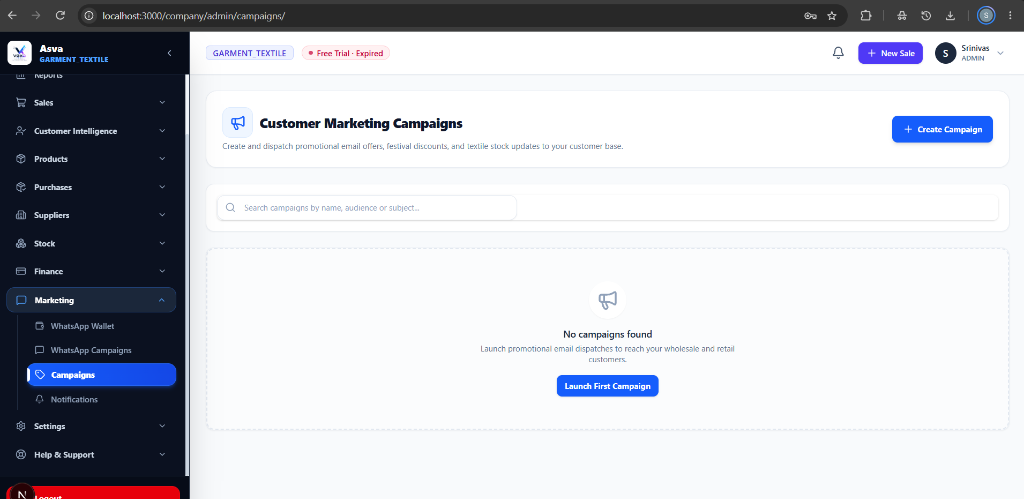 localhost:3000/company/admin/campaigns/
S
Asva
GARMENT_TEXTILE
Reports
Sales
Customer Intelligence
Products
Purchases
Suppliers
Stock
Finance
Marketing
WhatsApp Wallet
WhatsApp Campaigns
Campaigns
Notifications
Settings
Help & Support
Logout
N
GARMENT_TEXTILE
Free Trial · Expired
New Sale
S
Srinivas
ADMIN
Customer Marketing Campaigns
Create and dispatch promotional email offers, festival discounts, and textile stock updates to your customer base.
Create Campaign
Search campaigns by name, audience or subject...
No campaigns found
Launch promotional email dispatches to reach your wholesale and retail
customers.
Launch First Campaign